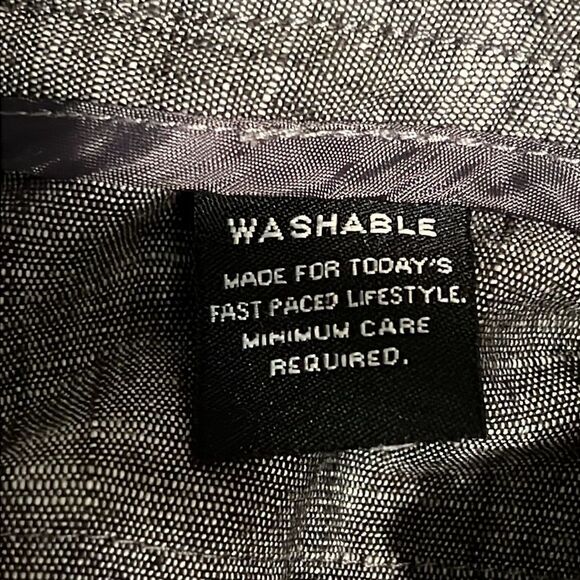 WASHABLE
MADE FOR TODAY'S
FAST PACED LIFESTYLE.
MINIMUM CARE
REQUIRED.